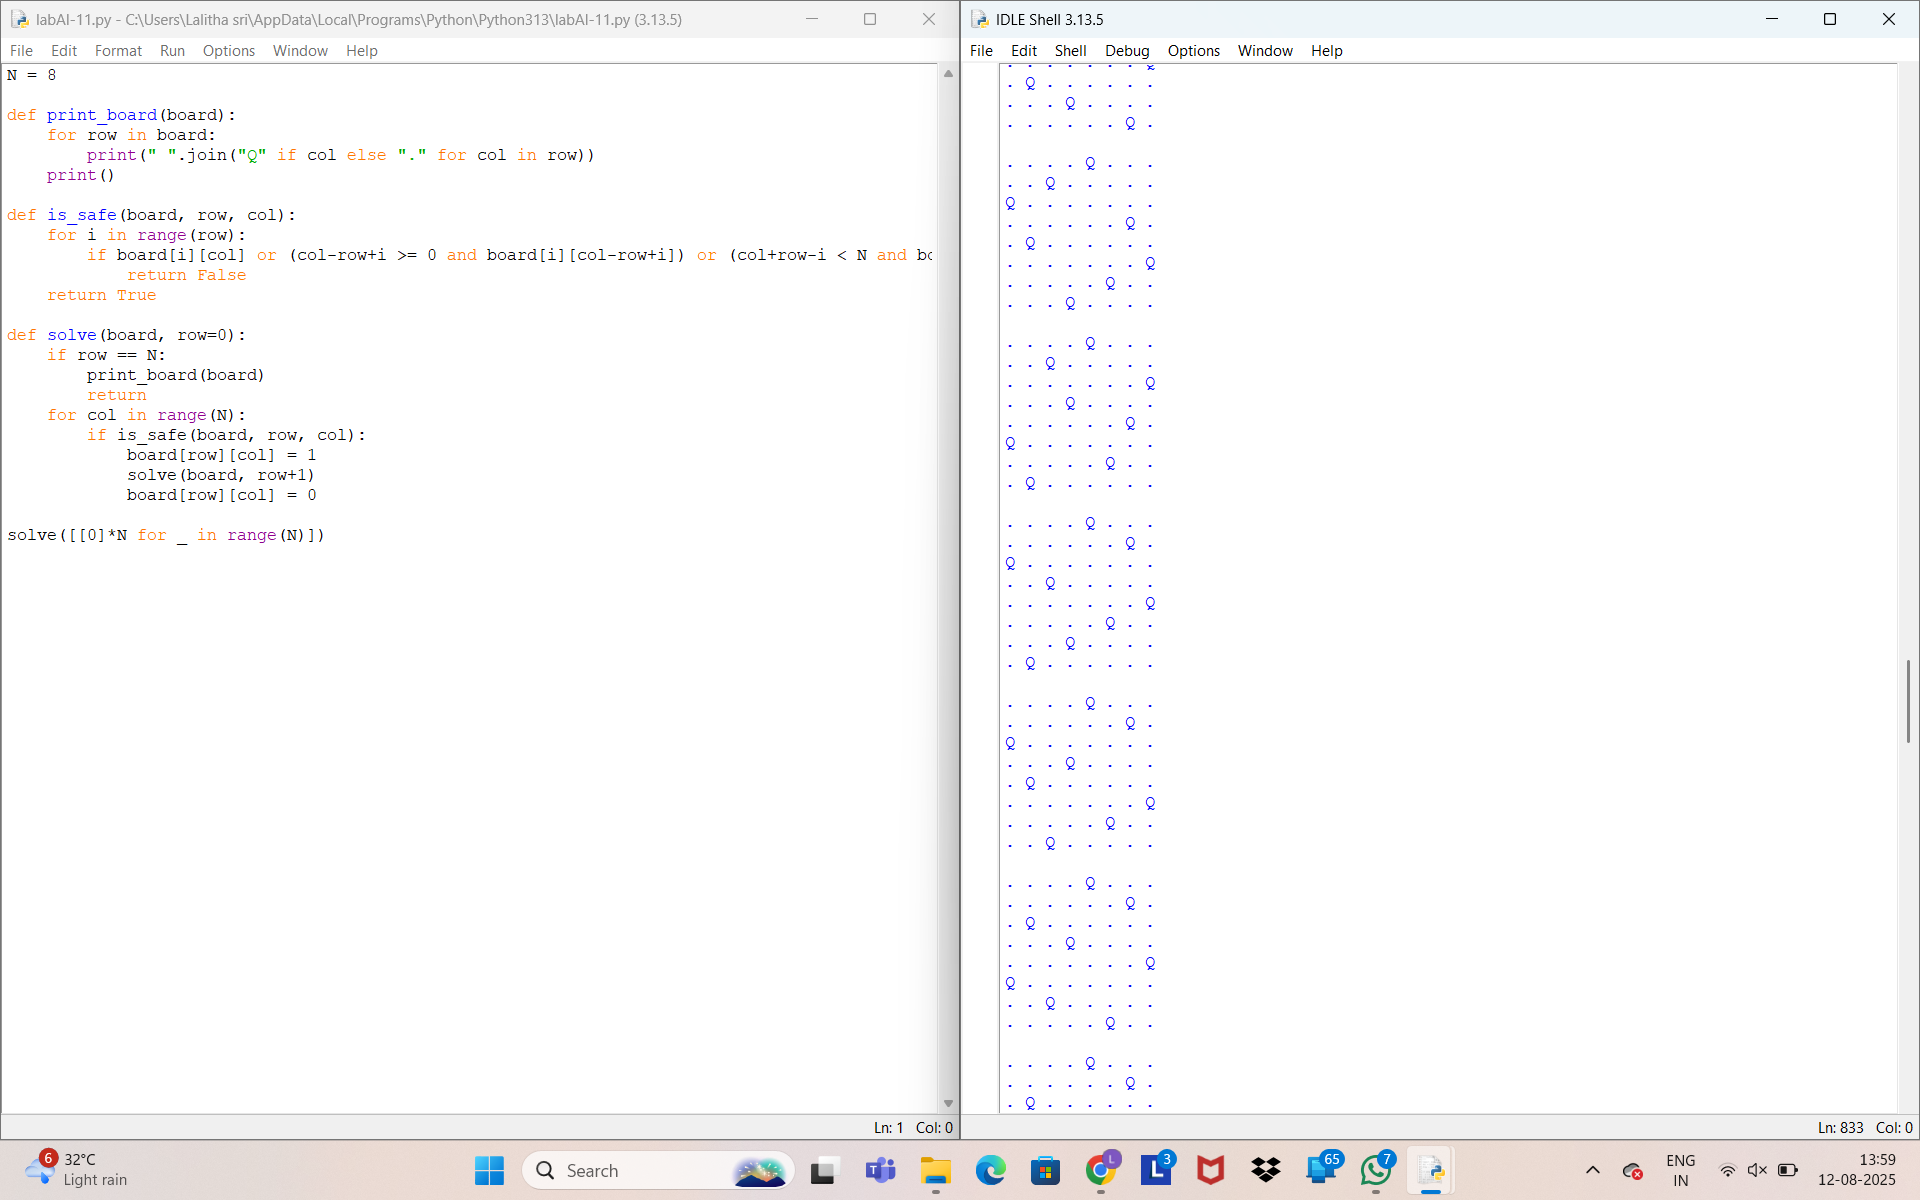 labAI-11.py - C:\Users\Lalitha sri\AppData\Local\Programs\Python\Python313\labAI-11.py (3.13.5)
File Edit Format Run Options Window Help
N = 8
def print_board(board):
    for row in board:
        print(" ".join("Q" if col else "." for col in row))
    print()
def is_safe(board, row, col):
    for i in range(row):
        if board[i][col] or (col-row+i >= 0 and board[i][col-row+i]) or (col+row-i < N and bo
            return False
    return True
def solve(board, row=0):
    if row == N:
        print_board(board)
        return
    for col in range(N):
        if is_safe(board, row, col):
            board[row][col] = 1
            solve(board, row+1)
            board[row][col] = 0
solve([[0]*N for _ in range(N)])
Ln: 1 Col: 0
IDLE Shell 3.13.5
File Edit Shell Debug Options Window Help
. . . . . . . Q
. Q . . . . . .
. . . Q . . . .
. . . . . . Q .
. . . . Q . . .
. . Q . . . . .
Q . . . . . . .
. . . . . . Q .
. Q . . . . . .
. . . . . . . Q
. . . . . Q . .
. . . Q . . . .
. . . . Q . . .
. . Q . . . . .
. . . . . . . Q
. . . Q . . . .
. . . . . . Q .
Q . . . . . . .
. . . . . Q . .
. Q . . . . . .
. . . . Q . . .
. . . . . . Q .
Q . . . . . . .
. . Q . . . . .
. . . . . . . Q
. . . . . Q . .
. . . Q . . . .
. Q . . . . . .
. . . . Q . . .
. . . . . . Q .
Q . . . . . . .
. . . Q . . . .
. Q . . . . . .
. . . . . . . Q
. . . . . Q . .
. . Q . . . . .
. . . . Q . . .
. . . . . . Q .
. Q . . . . . .
. . . Q . . . .
. . . . . . . Q
Q . . . . . . .
. . Q . . . . .
. . . . . Q . .
. . . . Q . . .
. . . . . . Q .
. Q . . . . . .
Ln: 833 Col: 0
6
32°C
Light rain
Search
L
L
3
65
7
ENG
IN
13:59
12-08-2025